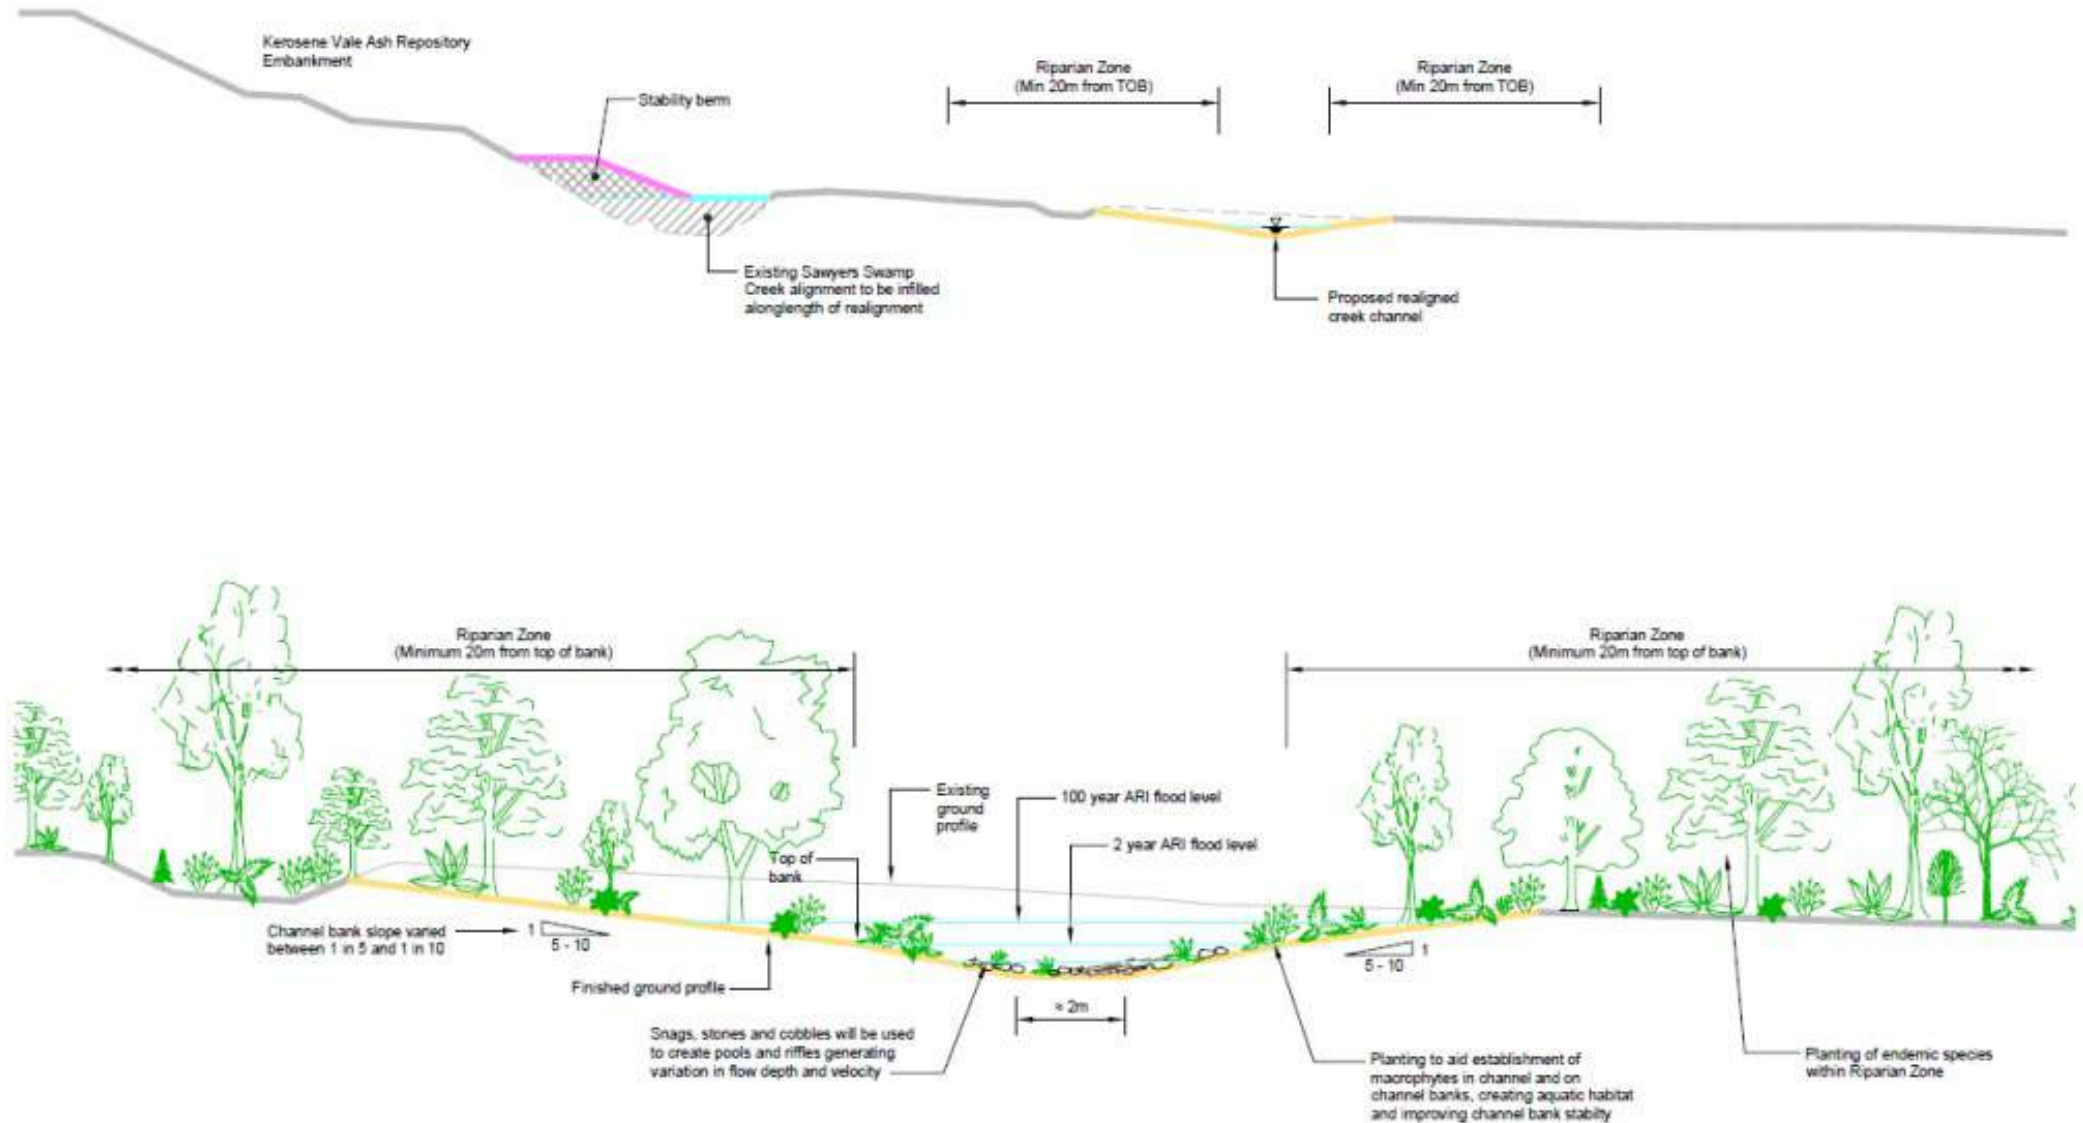 Kerosene Vale Ash Repository
Embankment
Stability berm
Riparian Zone
(Min 20m from TOB)
Riparian Zone
(Min 20m from TOB)
Existing Sawyers Swamp
Creek alignment to be infilled
alonglength of realignment
Proposed realigned
creek channel
Riparian Zone
(Minimum 20m from top of bank)
Riparian Zone
(Minimum 20m from top of bank)
Existing
ground
profile
100 year ARI flood level
2 year ARI flood level
Top of
bank
Channel bank slope varied
between 1 in 5 and 1 in 10
1
5 - 10
1
5 - 10
Finished ground profile
≈ 2m
Snags, stones and cobbles will be used
to create pools and riffles generating
variation in flow depth and velocity
Planting to aid establishment of
macrophytes in channel and on
channel banks, creating aquatic habitat
and improving channel bank stabilty
Planting of endemic species
within Riparian Zone